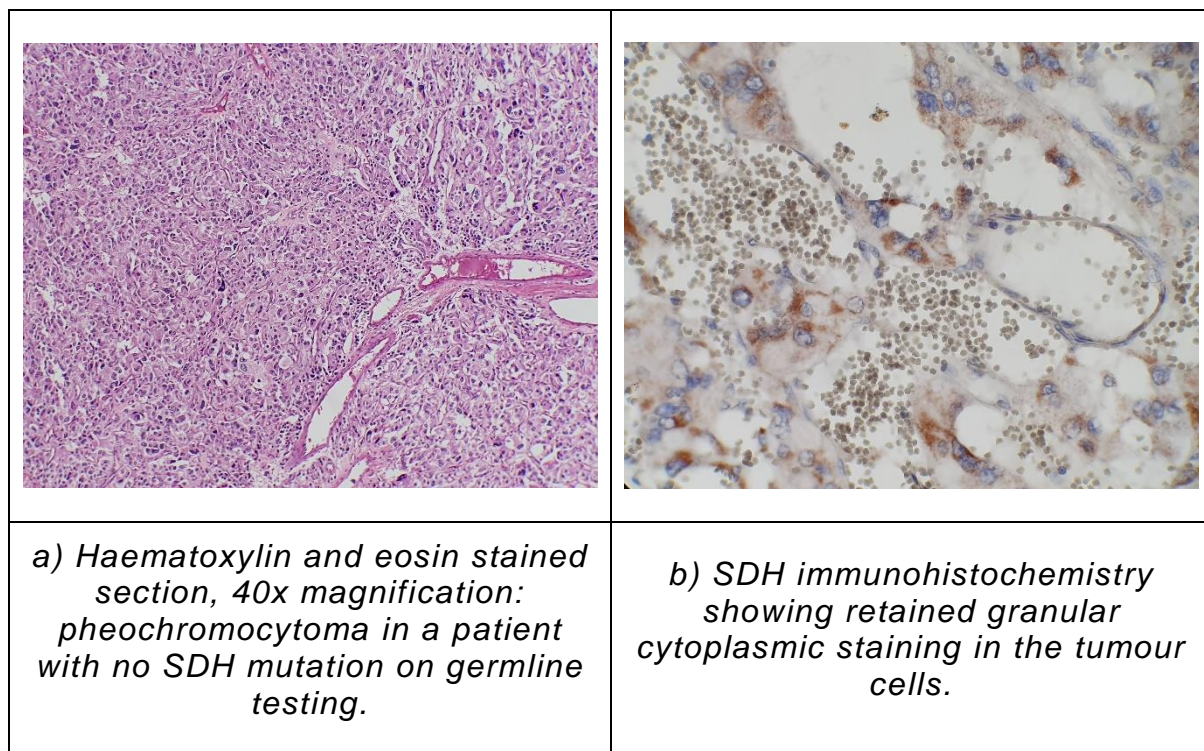 a) Haematoxylin and eosin stained
section, 40x magnification:
pheochromocytoma in a patient
with no SDH mutation on germline
testing.
b) SDH immunohistochemistry
showing retained granular
cytoplasmic staining in the tumour
cells.